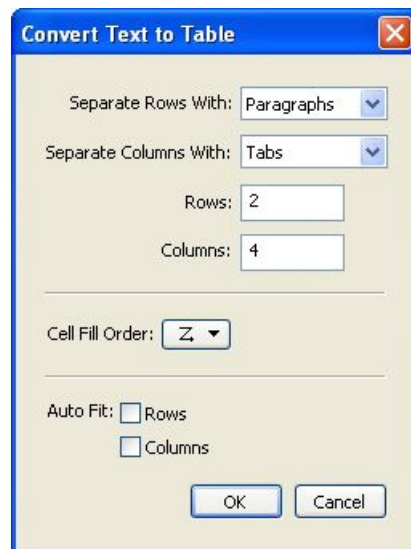 Convert Text to Table
Separate Rows With: Paragraphs
Separate Columns With: Tabs
Rows: 2
Columns: 4
Cell Fill Order:
Auto Fit: Rows
Columns
OK Cancel